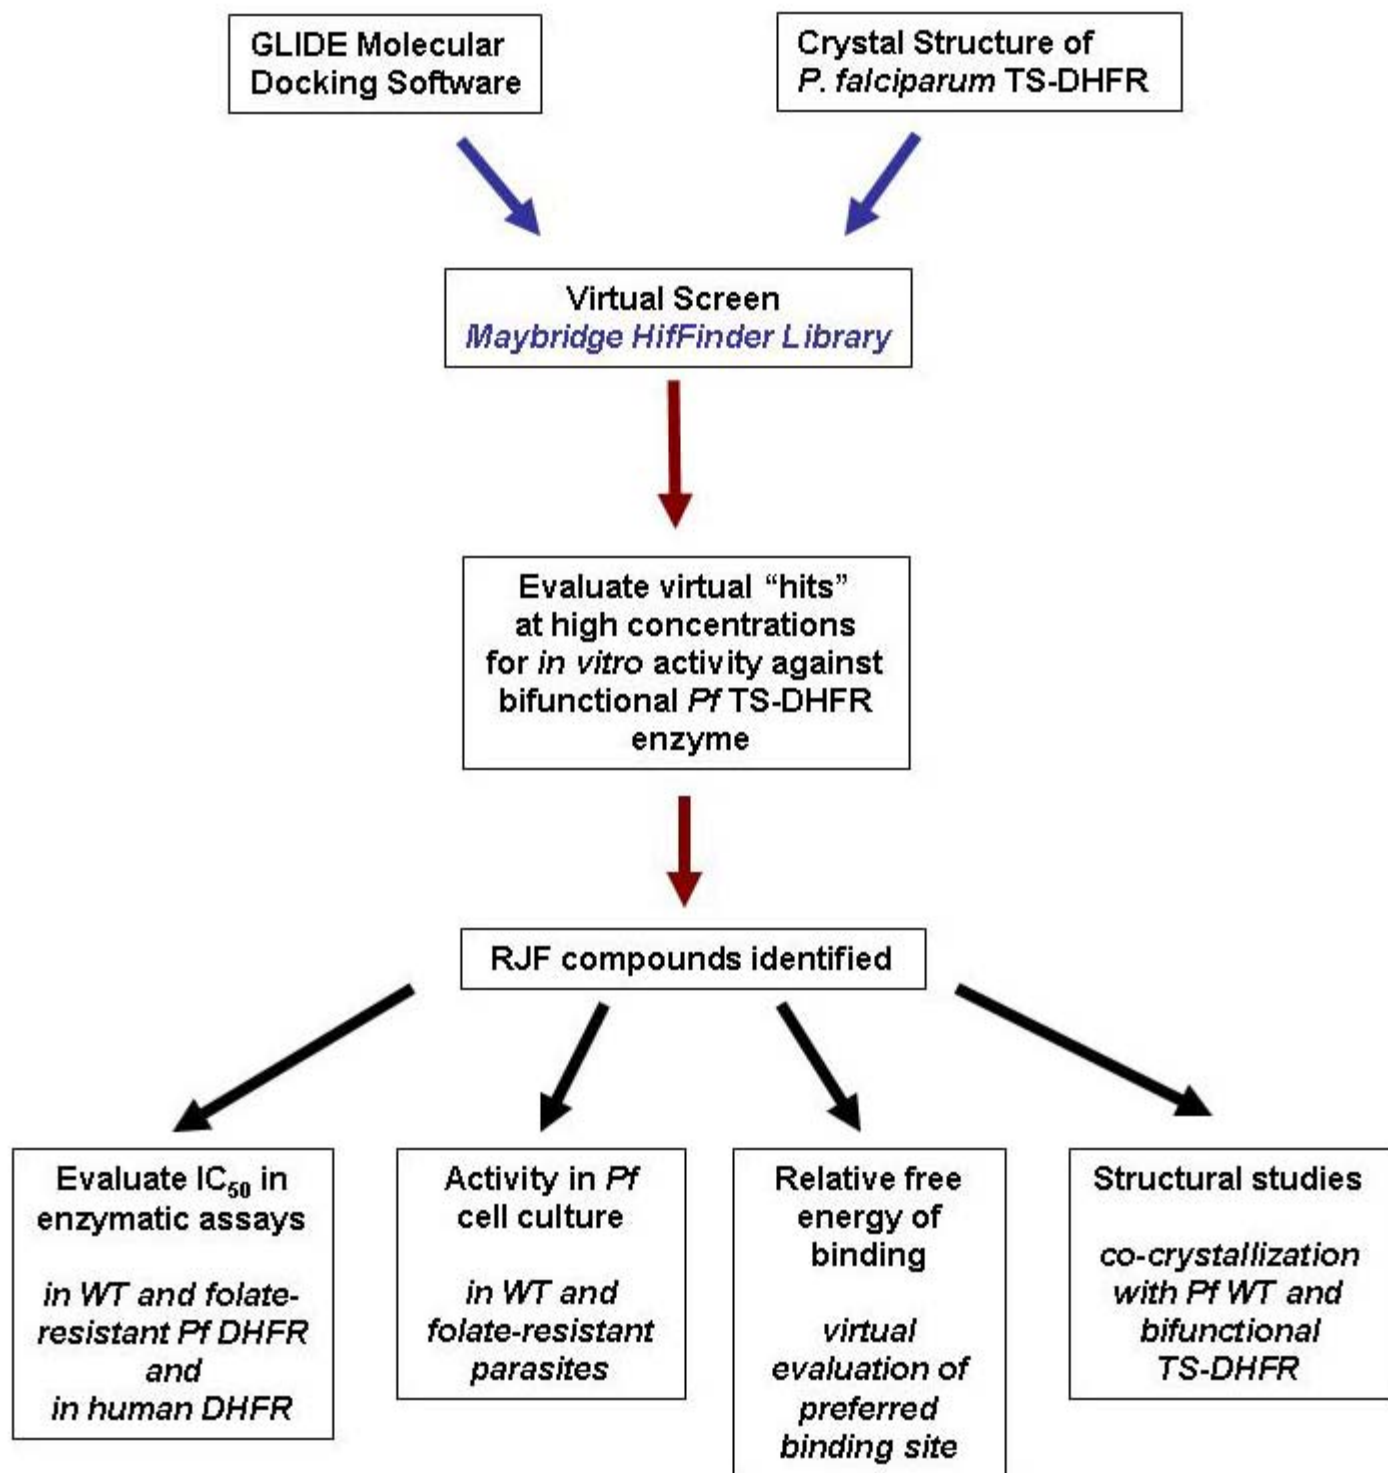 GLIDE Molecular
Docking Software
Crystal Structure of
P. falciparum TS-DHFR
Virtual Screen
Maybridge HifFinder Library
Evaluate virtual “hits”
at high concentrations
for in vitro activity against
bifunctional Pf TS-DHFR
enzyme
RJF compounds identified
Evaluate IC50 in
enzymatic assays
in WT and folate-
resistant Pf DHFR
and
in human DHFR
Activity in Pf
cell culture
in WT and
folate-resistant
parasites
Relative free
energy of
binding
virtual
evaluation of
preferred
binding site
Structural studies
co-crystallization
with Pf WT and
bifunctional
TS-DHFR